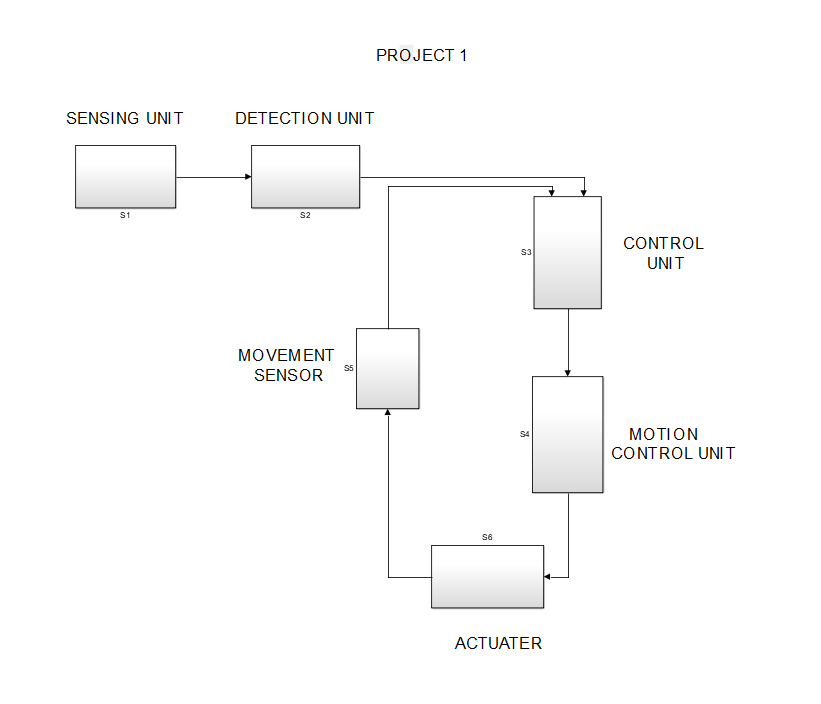 PROJECT 1
SENSING UNIT
DETECTION UNIT
S1
S2
S3
CONTROL
UNIT
MOVEMENT
SENSOR
S5
S4
MOTION
CONTROL UNIT
S6
ACTUATER